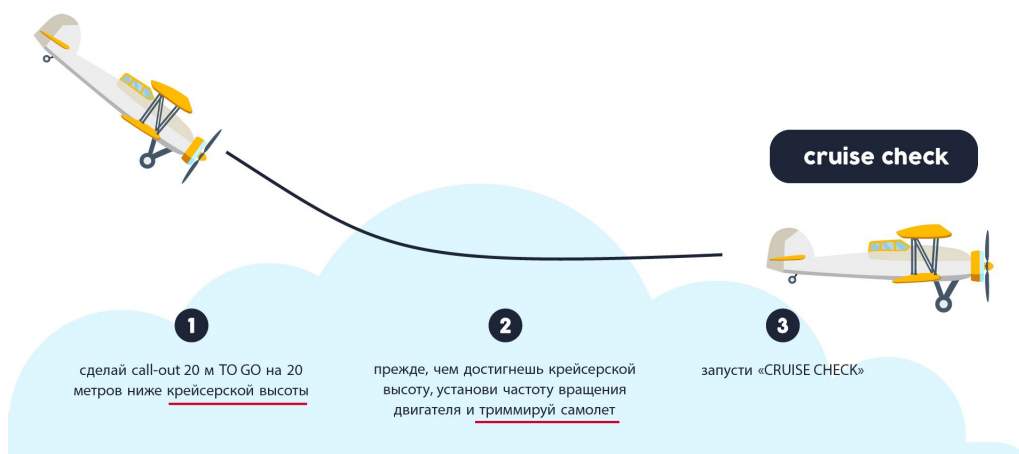 cruise check
1
сделай call-out 20 м TO GO на 20
метров ниже крейсерской высоты
2
прежде, чем достигнешь крейсерской
высоту, установи частоту вращения
двигателя и триммируй самолет
3
запусти «CRUISE CHECK»